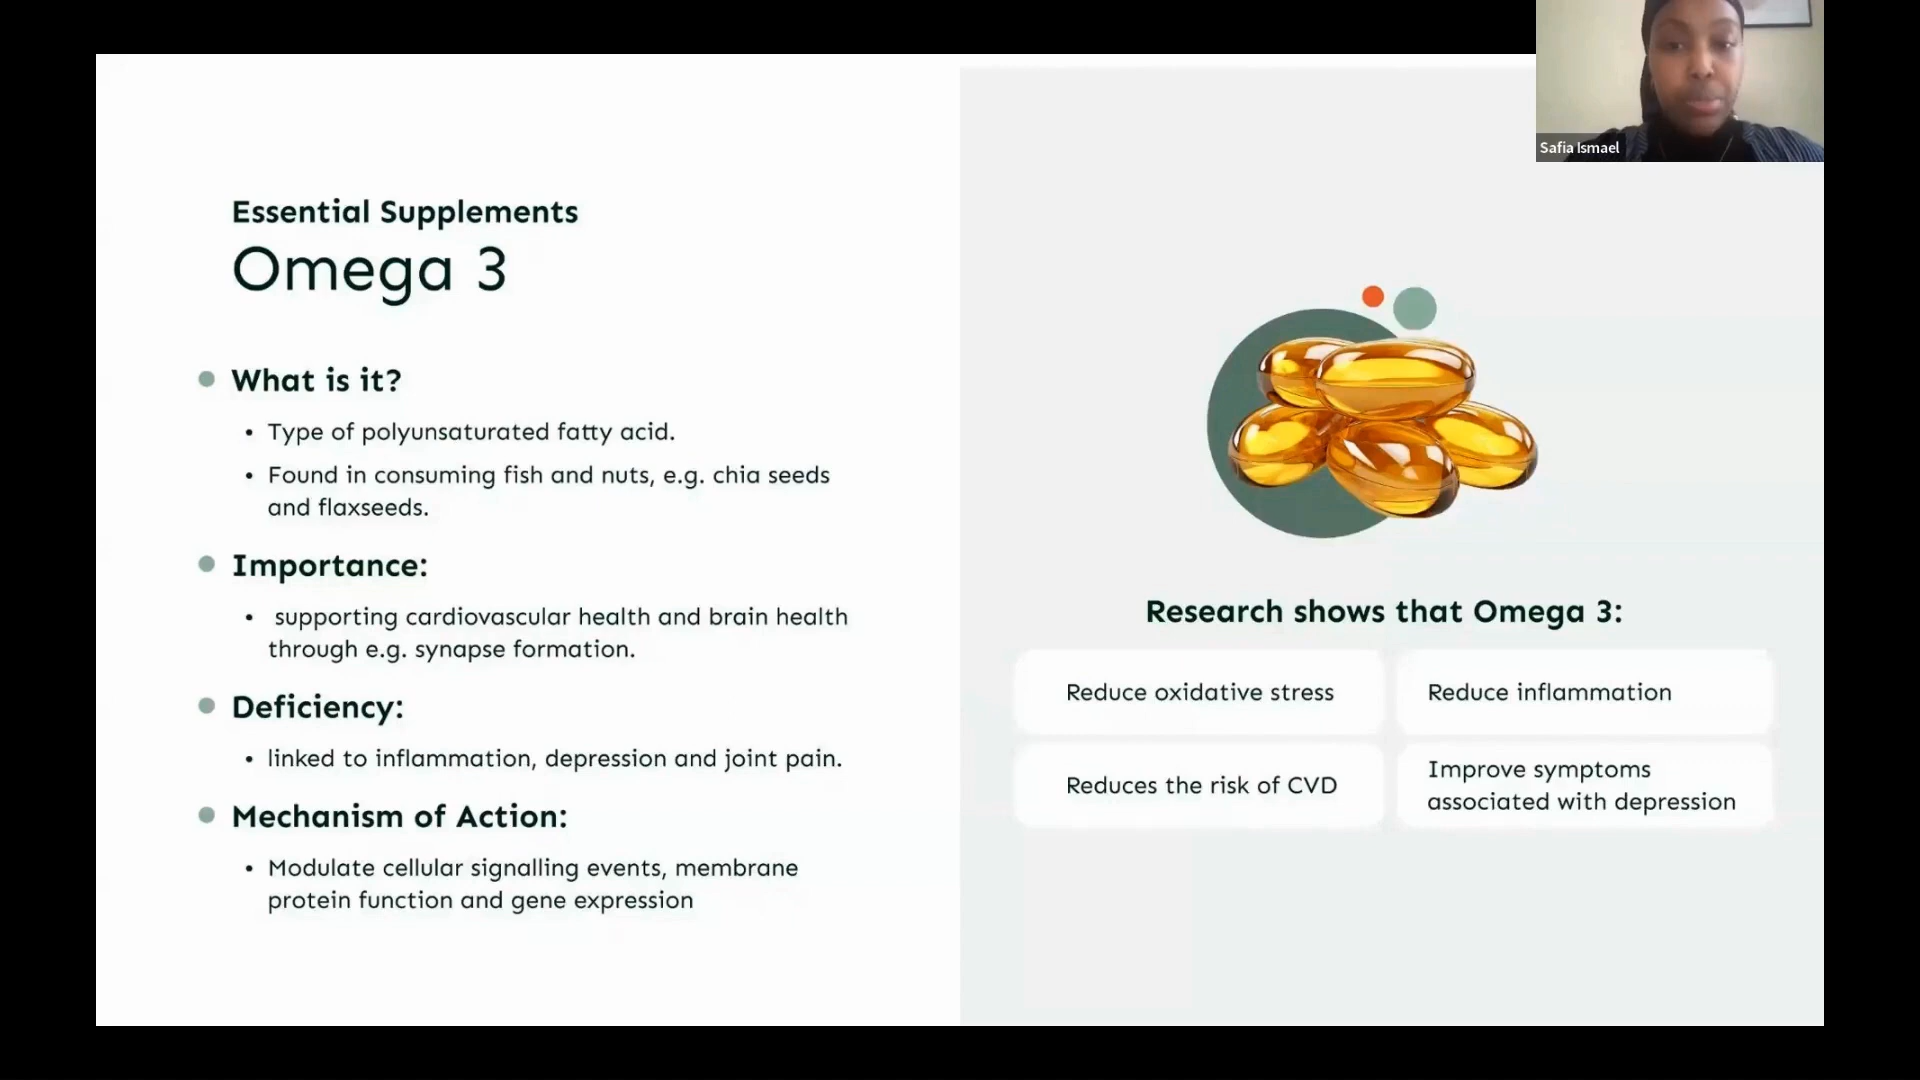 Safia Ismael
Essential Supplements
Omega 3
What is it?
• Type of polyunsaturated fatty acid.
• Found in consuming fish and nuts, e.g. chia seeds
and flaxseeds.
Importance:
• supporting cardiovascular health and brain health
through e.g. synapse formation.
Deficiency:
• linked to inflammation, depression and joint pain.
Mechanism of Action:
• Modulate cellular signalling events, membrane
protein function and gene expression
Research shows that Omega 3:
Reduce oxidative stress
Reduce inflammation
Reduces the risk of CVD
Improve symptoms
associated with depression